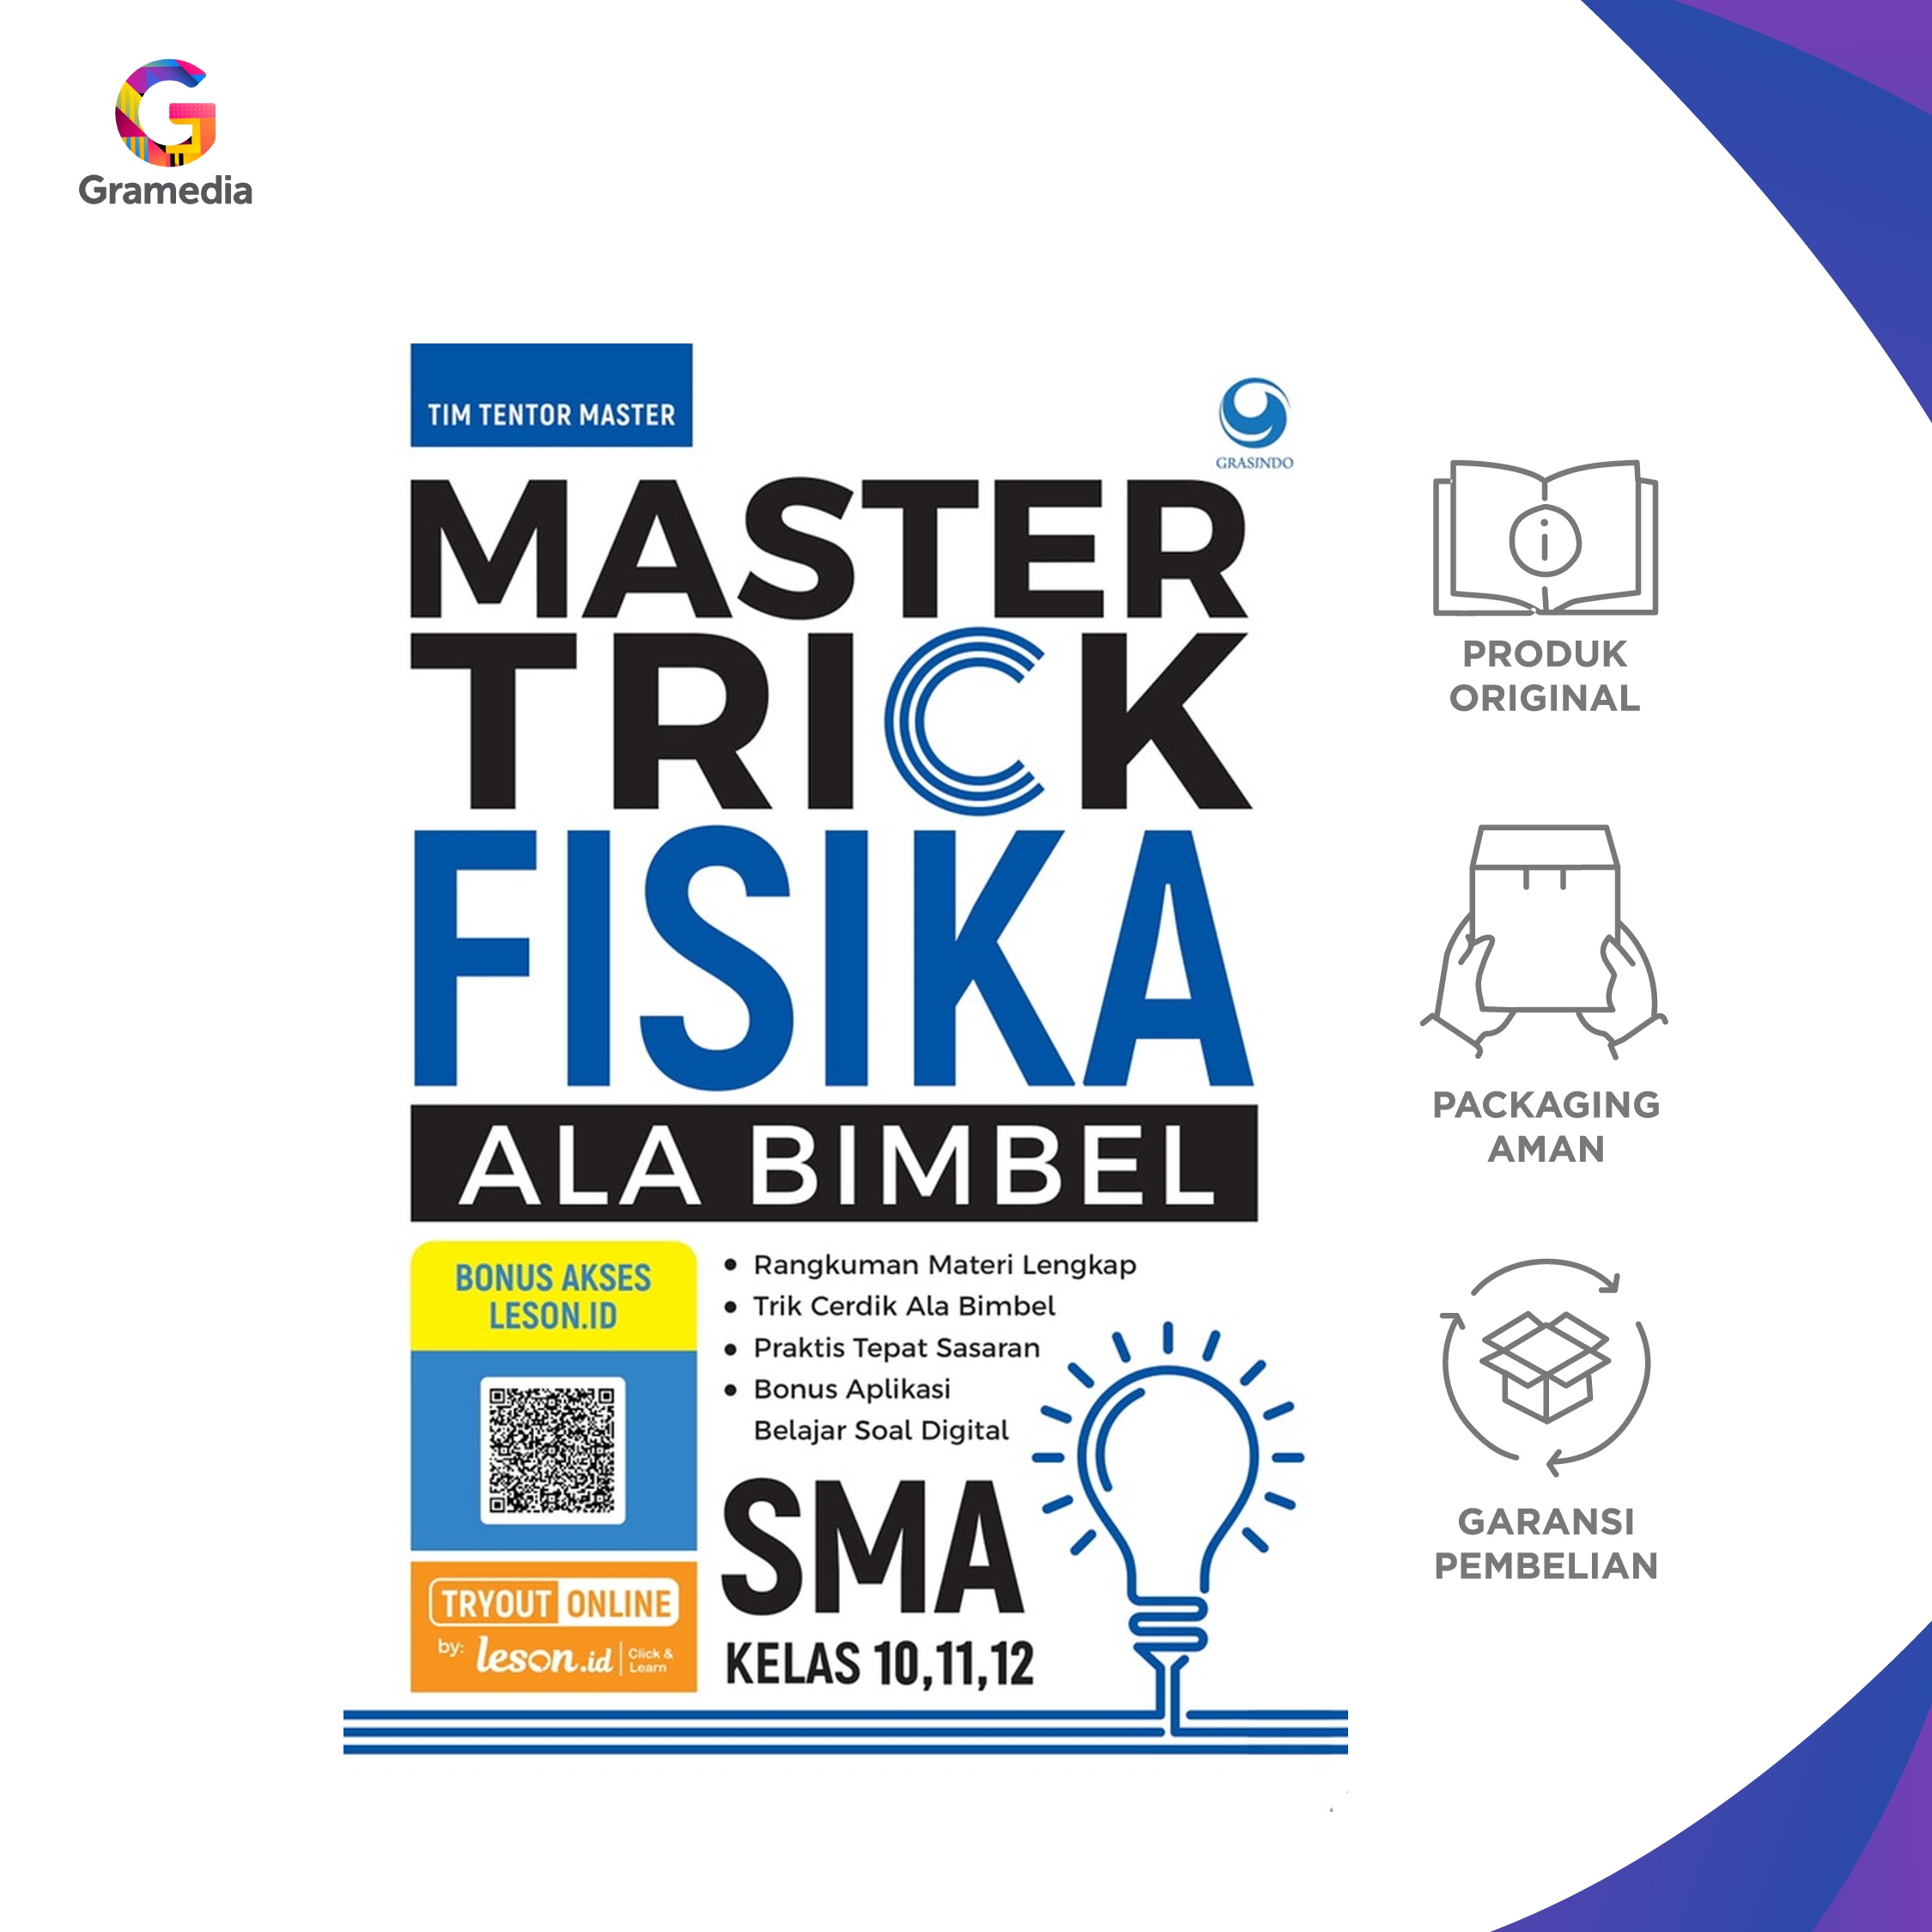 Gramedia
TIM TENTOR MASTER
GRASINDO
MASTER
TRICK
FISIKA
ALA BIMBEL
BONUS AKSES
LESON.ID
• Rangkuman Materi Lengkap
• Trik Cerdik Ala Bimbel
• Praktis Tepat Sasaran
• Bonus Aplikasi
Belajar Soal Digital
TRYOUT ONLINE
by: leson.id | Click &
Learn
SMA
KELAS 10,11,12
PRODUK
ORIGINAL
PACKAGING
AMAN
GARANSI
PEMBELIAN